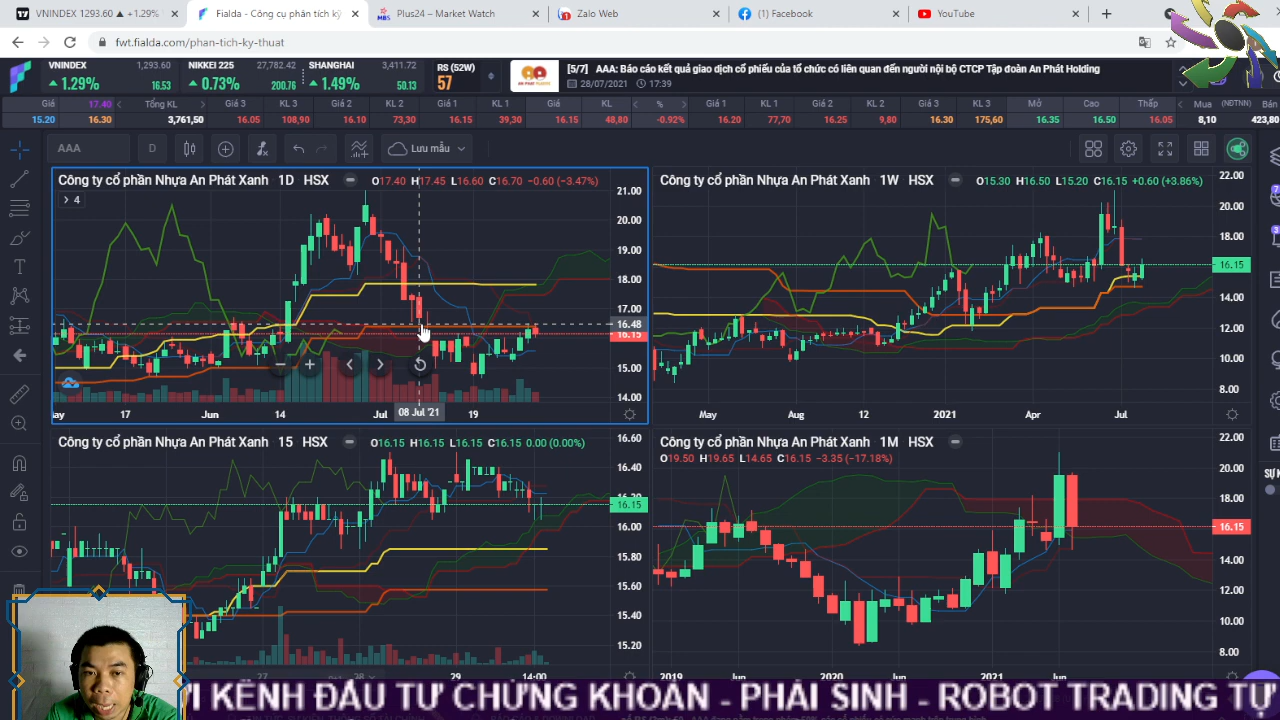 VNINDEX 1293.60 ▲ +1.29%
Fialda - Công cụ phân tích kỹ
Plus24 – Market Watch
Zalo Web
(1) Facebook
YouTube
fwt.fialda.com/phan-tich-ky-thuat
VNINDEX 1,293.60
1.29% 16.53
NIKKEI 225 27,782.42
0.73% 200.76
SHANGHAI 3,411.72
1.49% 50.13
RS (52W)
57
[5/7] AAA: Báo cáo kết quả giao dịch cổ phiếu của tổ chức có liên quan đến người nội bộ CTCP Tập đoàn An Phát Holding
28/07/2021 17:39
Giá 17.40 Tổng KL Giá 3 KL 3 Giá 2 KL 2 Giá 1 KL 1 Giá KL % Giá 1 KL 1 Giá 2 KL 2 Giá 3 KL 3 Mở Cao Thấp Mua (NĐTNN) Bán
15.20 16.30 3,761,50 16.05 108,90 16.10 73,30 16.15 39,30 16.15 48,80 -0.92% 16.20 77,70 16.25 9,80 16.30 175,60 16.35 16.50 16.05 8,10 423,80
AAA D Lưu mẫu
Công ty cổ phần Nhựa An Phát Xanh 1D HSX O17.40 H17.45 L16.60 C16.70 -0.60 (-3.47%)
4
21.00
20.00
19.00
18.00
17.00
16.48
16.15
15.00
14.00
17 Jun 14 Jul 08 Jul '21 19
Công ty cổ phần Nhựa An Phát Xanh 1W HSX O15.30 H16.50 L15.20 C16.15 +0.60 (+3.86%)
22.00
20.00
18.00
16.15
14.00
12.00
10.00
8.00
May Aug 12 2021 Apr Jul
Công ty cổ phần Nhựa An Phát Xanh 15 HSX O16.15 H16.15 L16.15 C16.15 0.00 (0.00%)
16.60
16.40
16.15
16.00
15.80
15.60
15.40
15.20
27 28 29 14:00
Công ty cổ phần Nhựa An Phát Xanh 1M HSX
O19.50 H19.65 L14.65 C16.15 -3.35 (-17.18%)
22.00
20.00
18.00
16.15
14.00
12.00
10.00
8.00
2019 Jun 2020 Jun 2021 Jun
KÊNH ĐẦU TƯ CHỨNG KHOÁN - PHÁI SINH - ROBOT TRADING TỰ